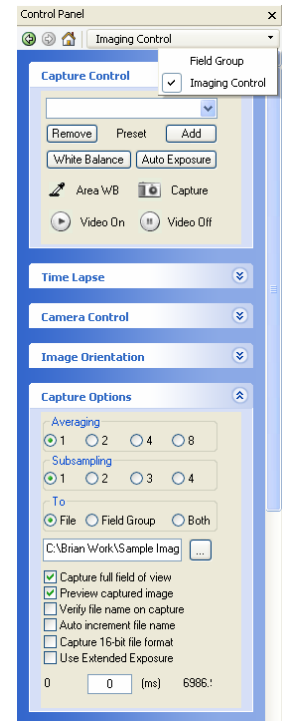 Control Panel
Imaging Control
Field Group
Imaging Control
Capture Control
Remove Preset Add
White Balance Auto Exposure
Area WB Capture
Video On Video Off
Time Lapse
Camera Control
Image Orientation
Capture Options
Averaging
1 2 4 8
Subsampling
1 2 3 4
To
File Field Group Both
C:\Brian Work\Sample Imag ...
Capture full field of view
Preview captured image
Verify file name on capture
Auto increment file name
Capture 16-bit file format
Use Extended Exposure
0 0 (ms) 6986.